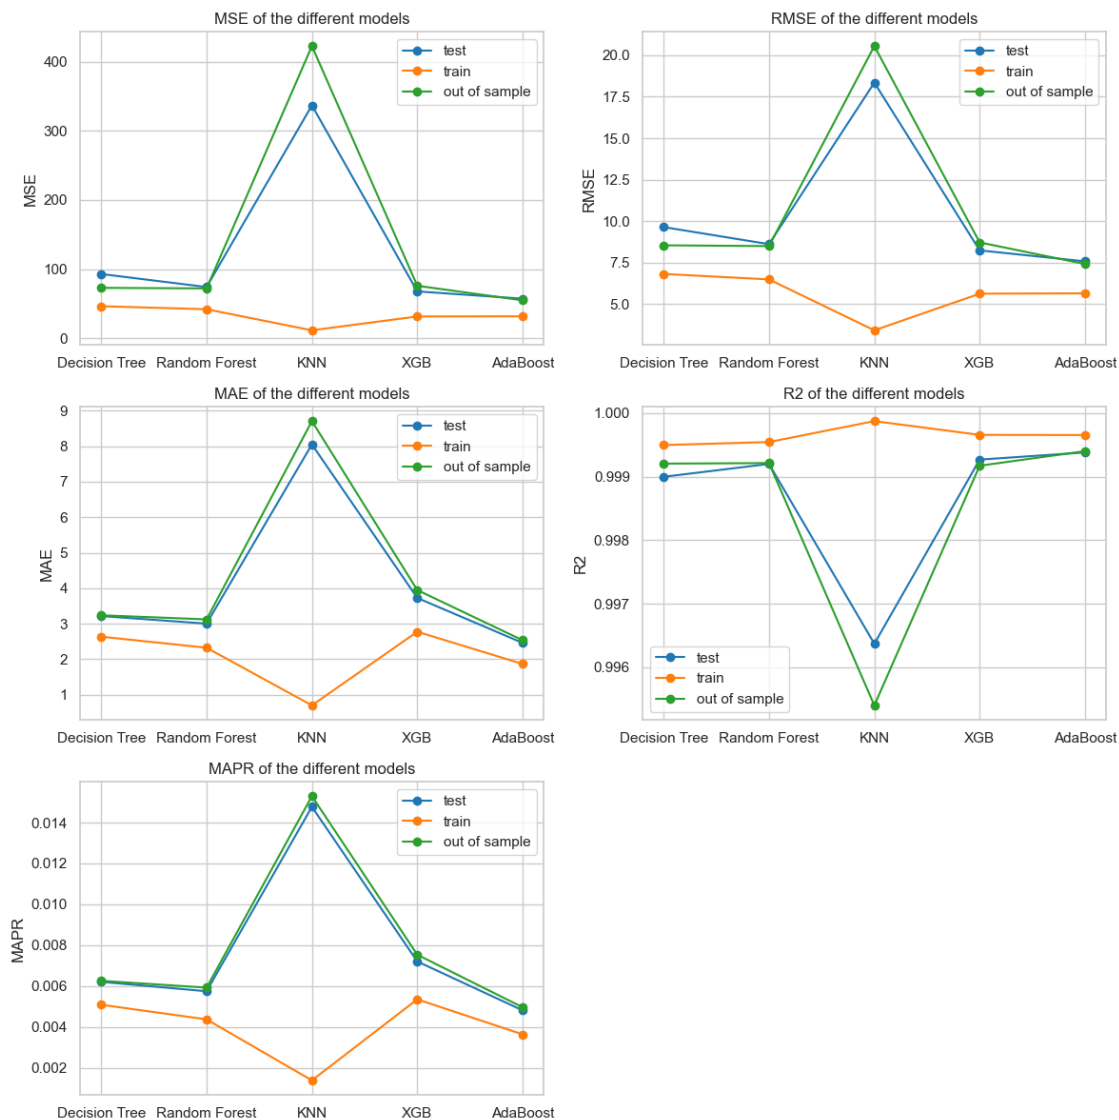 MSE of the different models
test
train
out of sample
400
300
200
100
0
MSE
Decision Tree Random Forest KNN XGB AdaBoost
RMSE of the different models
test
train
out of sample
20.0
17.5
15.0
12.5
10.0
7.5
5.0
RMSE
Decision Tree Random Forest KNN XGB AdaBoost
MAE of the different models
test
train
out of sample
9
8
7
6
5
4
3
2
1
MAE
Decision Tree Random Forest KNN XGB AdaBoost
R2 of the different models
1.000
0.999
0.998
0.997
0.996
R2
test
train
out of sample
Decision Tree Random Forest KNN XGB AdaBoost
MAPR of the different models
test
train
out of sample
0.014
0.012
0.010
0.008
0.006
0.004
0.002
MAPR
Decision Tree Random Forest KNN XGB AdaBoost